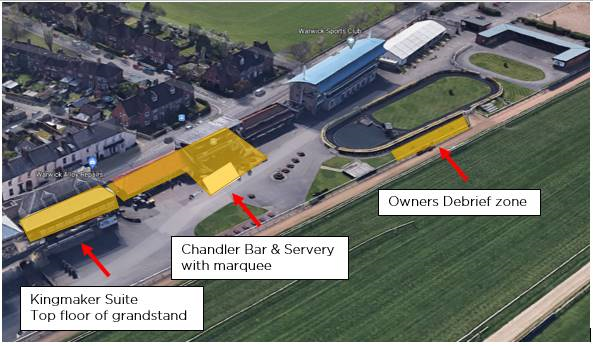 Warwick Sports Club
Warwick Alloy Repairs
Owners Debrief zone
Chandler Bar & Servery
with marquee
Kingmaker Suite
Top floor of grandstand